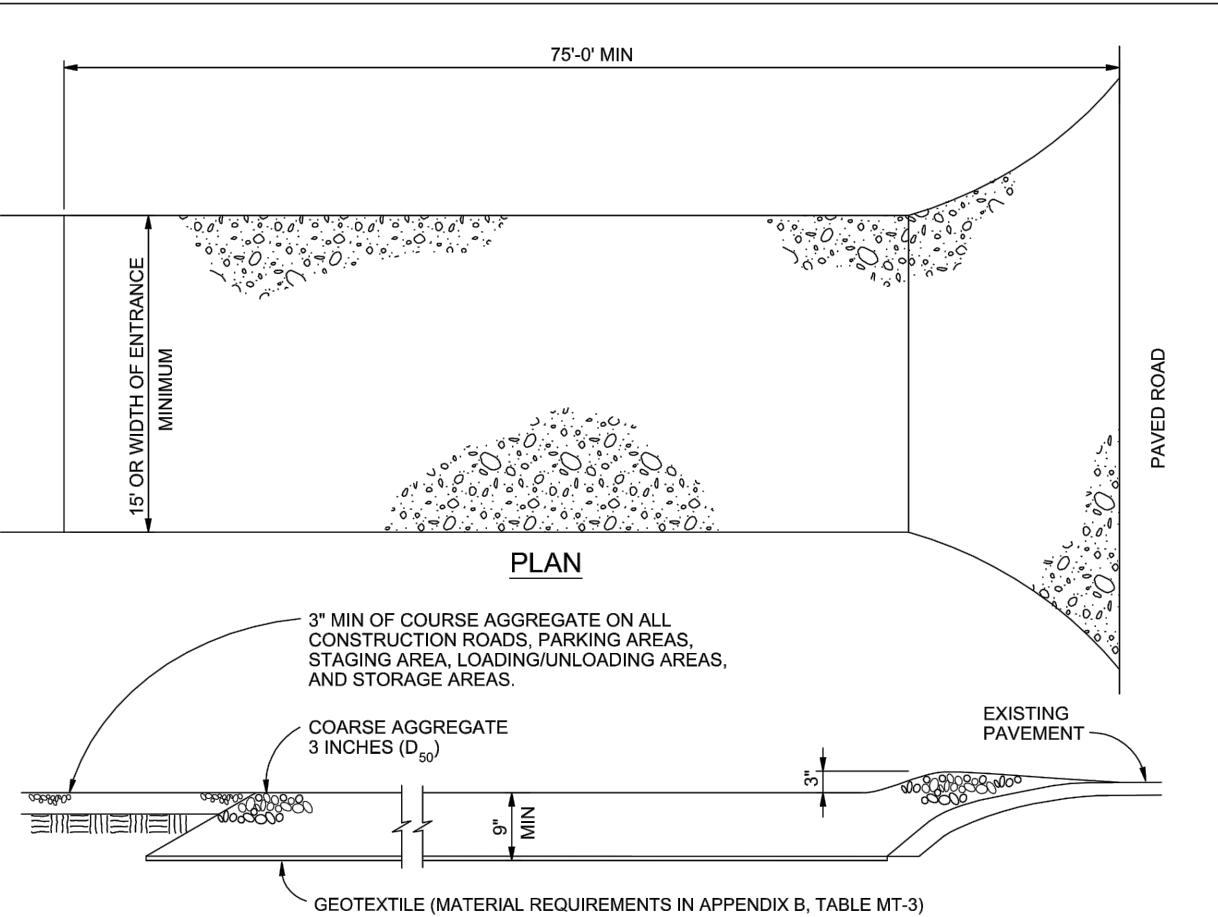 75'-0' MIN
15' OR WIDTH OF ENTRANCE
MINIMUM
PAVED ROAD
PLAN
3" MIN OF COURSE AGGREGATE ON ALL
CONSTRUCTION ROADS, PARKING AREAS,
STAGING AREA, LOADING/UNLOADING AREAS,
AND STORAGE AREAS.
COARSE AGGREGATE
3 INCHES (D50)
EXISTING
PAVEMENT
3"
9"
MIN
GEOTEXTILE (MATERIAL REQUIREMENTS IN APPENDIX B, TABLE MT-3)